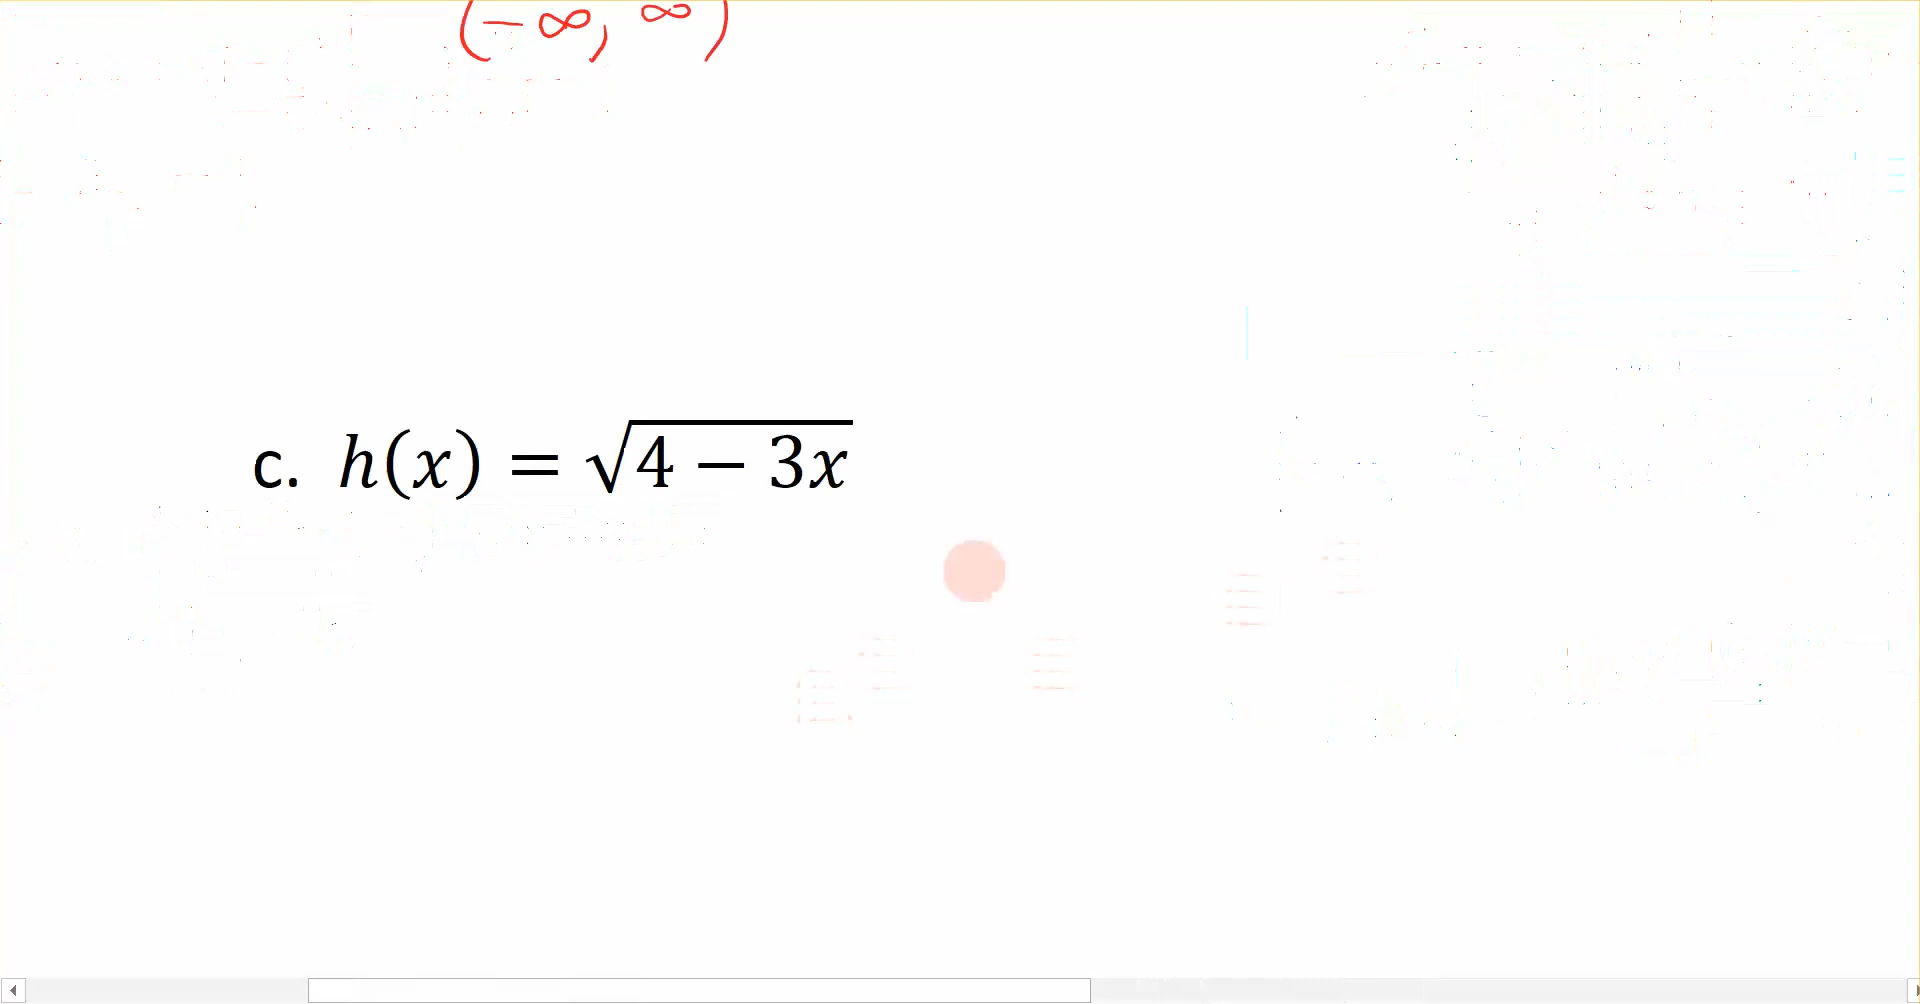 (-∞, ∞)
c. h(x) = √4 − 3x